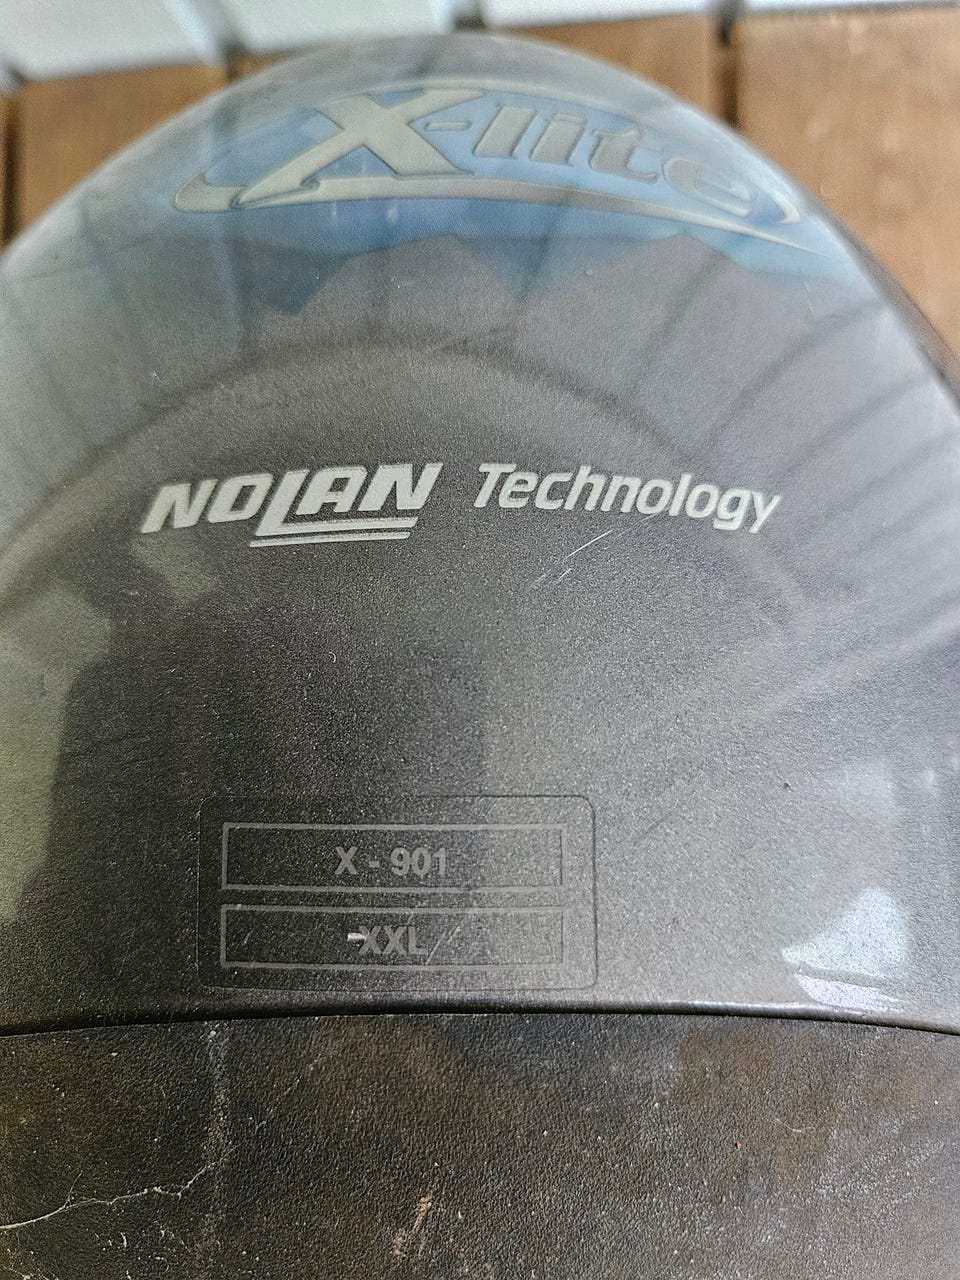 X-lite
NOLAN Technology
X - 901
XXL